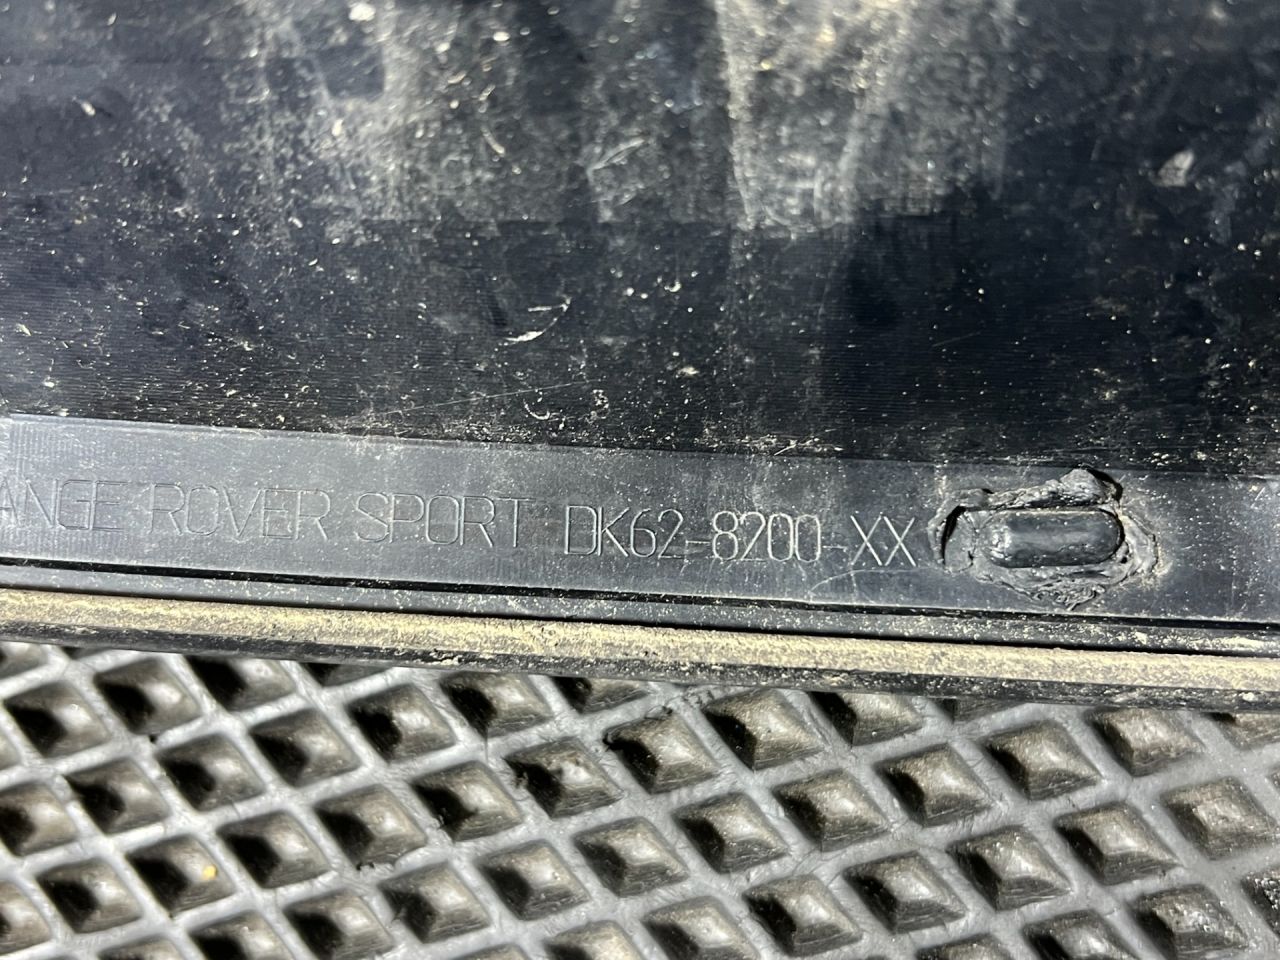 ANGE ROVER SPORT DK62-8200-XX